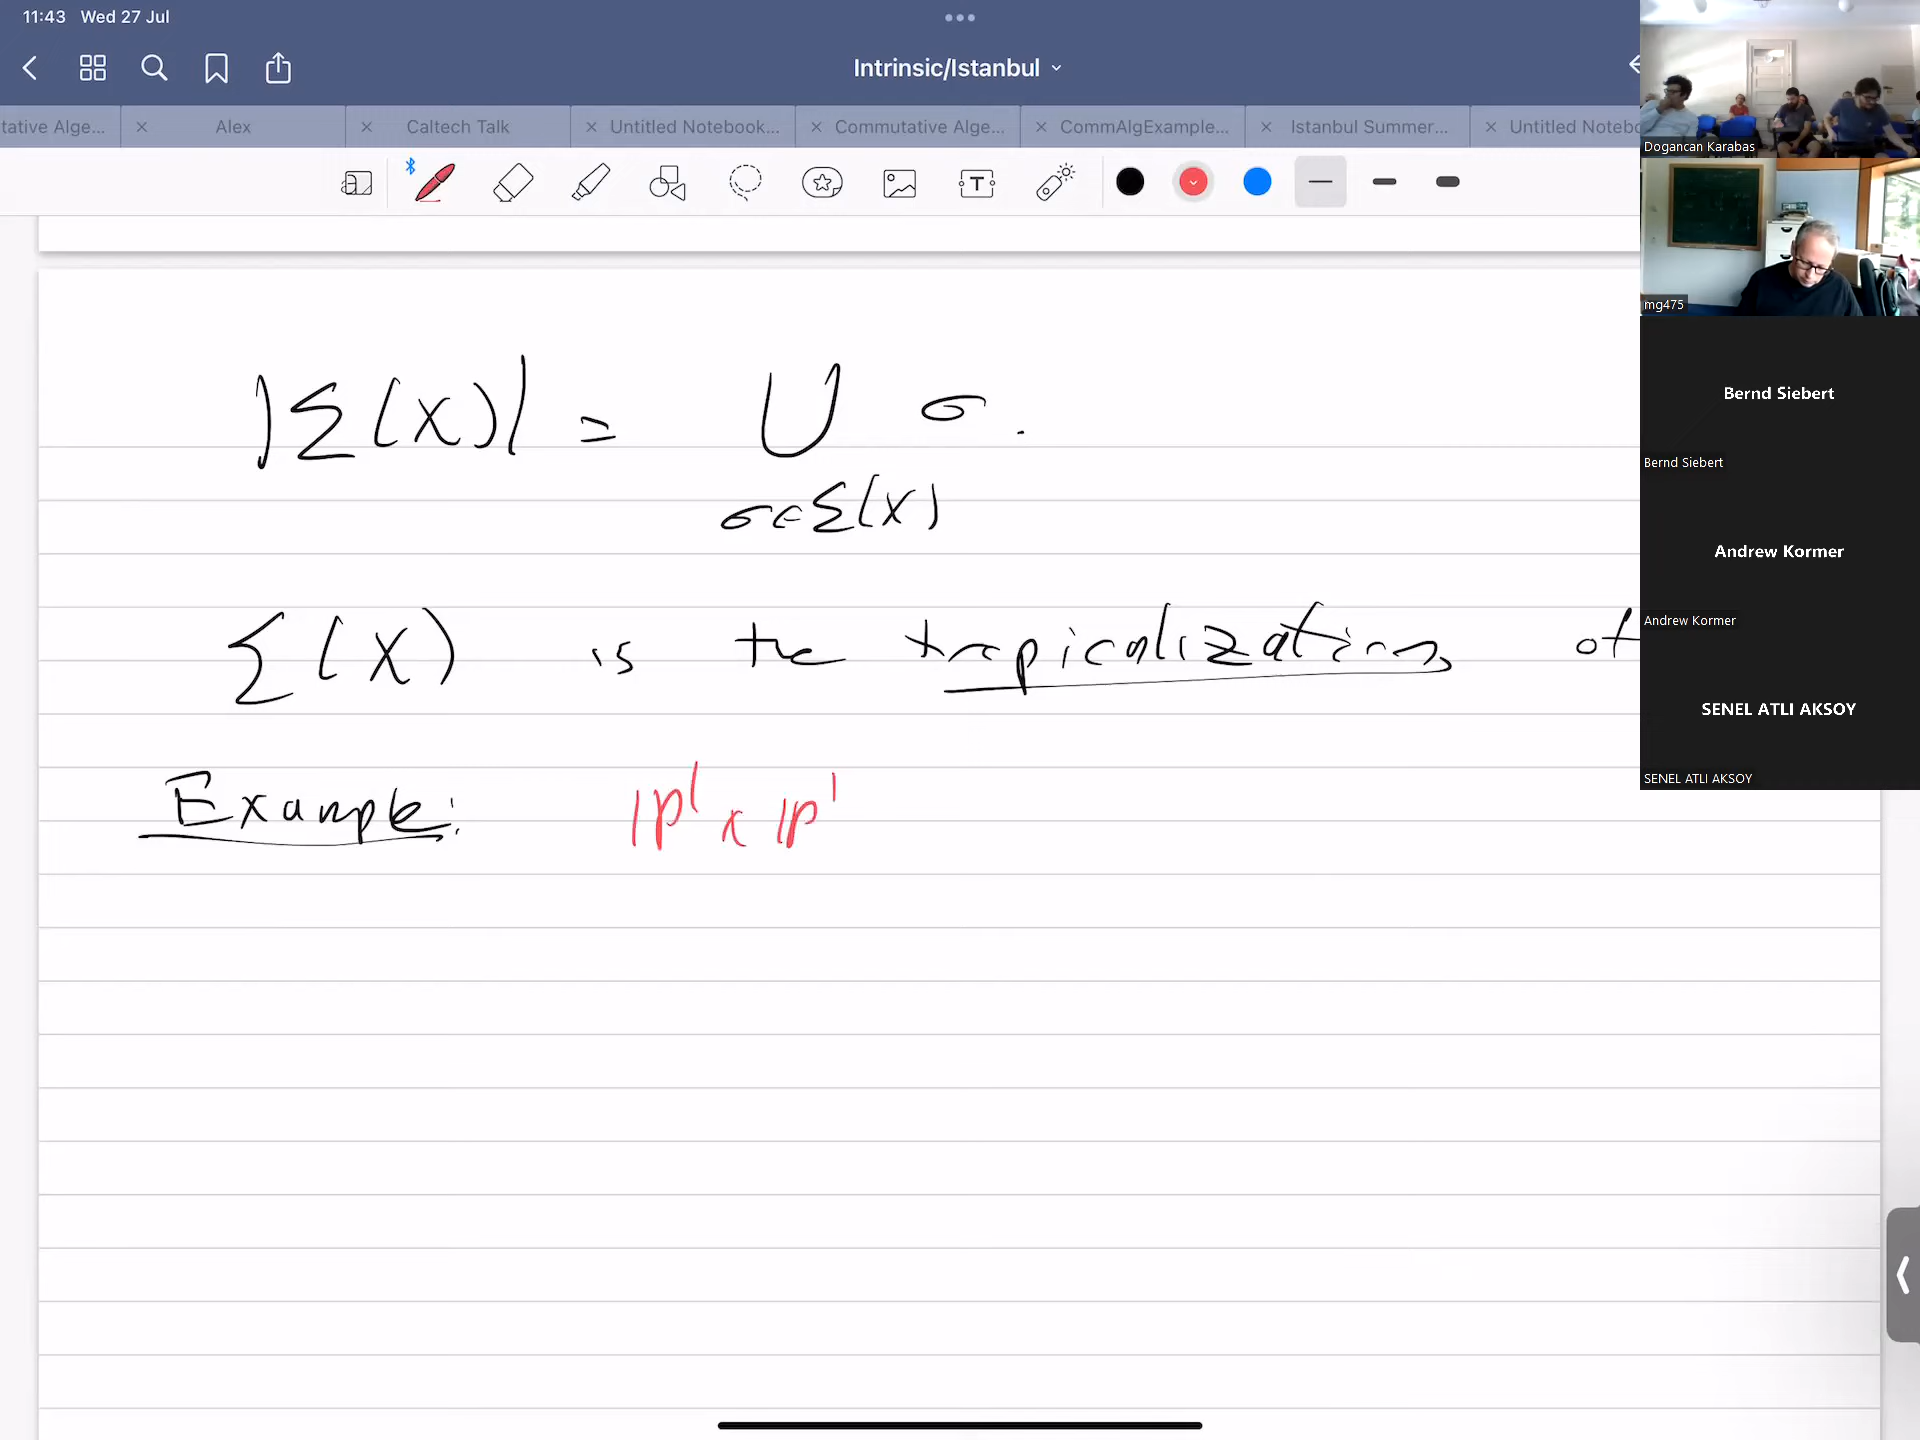 11:43 Wed 27 Jul
Intrinsic/Istanbul
tative Alge... Alex Caltech Talk Untitled Notebook... Commutative Alge... CommAlgExample... Istanbul Summer... Untitled Notebo
|Σ(X)| = ∪ σ.
σ∈Σ(X)
Σ(X) is the tropicalization of
Example: ℙ¹ × ℙ¹
Dogancan Karabas
mg475
Bernd Siebert
Bernd Siebert
Andrew Kormer
Andrew Kormer
SENEL ATLI AKSOY
SENEL ATLI AKSOY